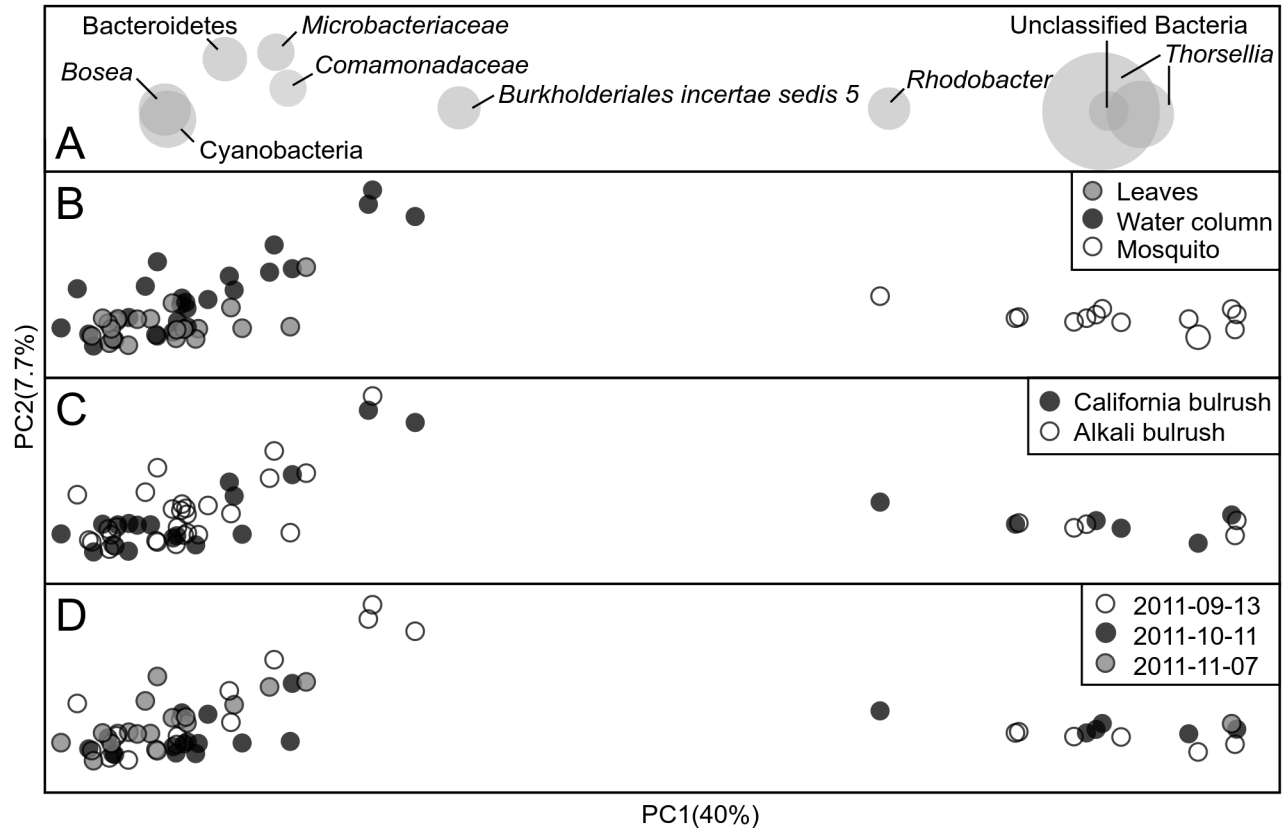 Bacteroidetes
Microbacteriaceae
Unclassified Bacteria
Thorsellia
Bosea
Comamonadaceae
Burkholderiales incertae sedis 5
Rhodobacter
Cyanobacteria
A
B
Leaves
Water column
Mosquito
PC2(7.7%)
C
California bulrush
Alkali bulrush
D
2011-09-13
2011-10-11
2011-11-07
PC1(40%)